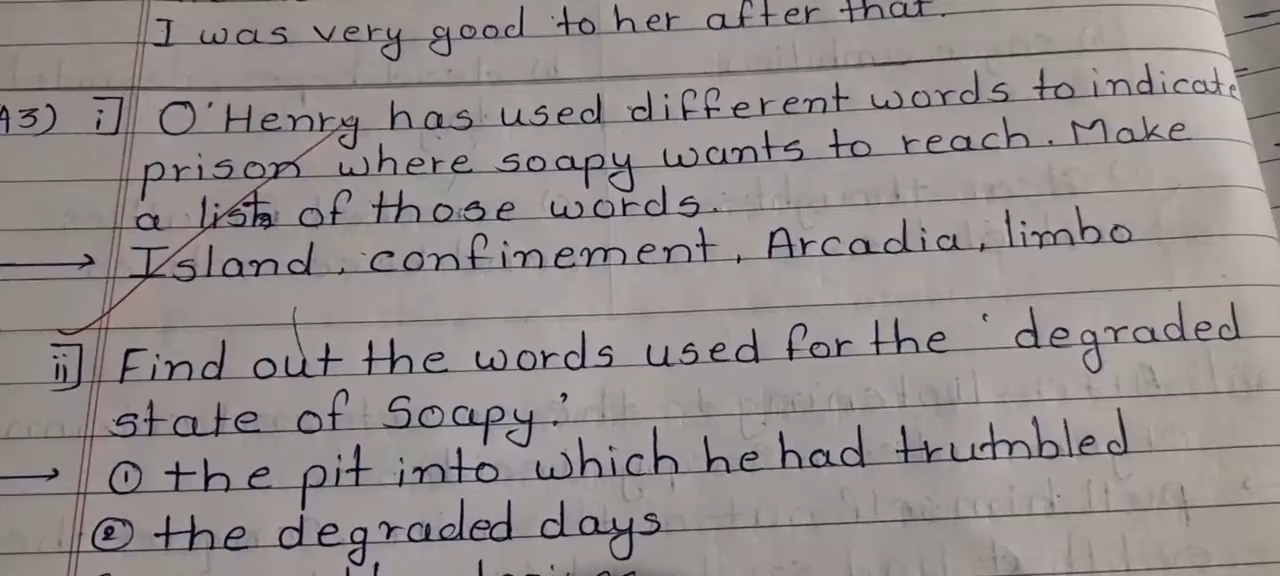 I was very good to her after that.
A3) i] O'Henry has used different words to indicate
prison where soapy wants to reach. Make
a list of those words.
→ Island, confinement, Arcadia, limbo
ii] Find out the words used for the 'degraded
state of Soapy.'
→ ① the pit into which he had trumbled
② the degraded days